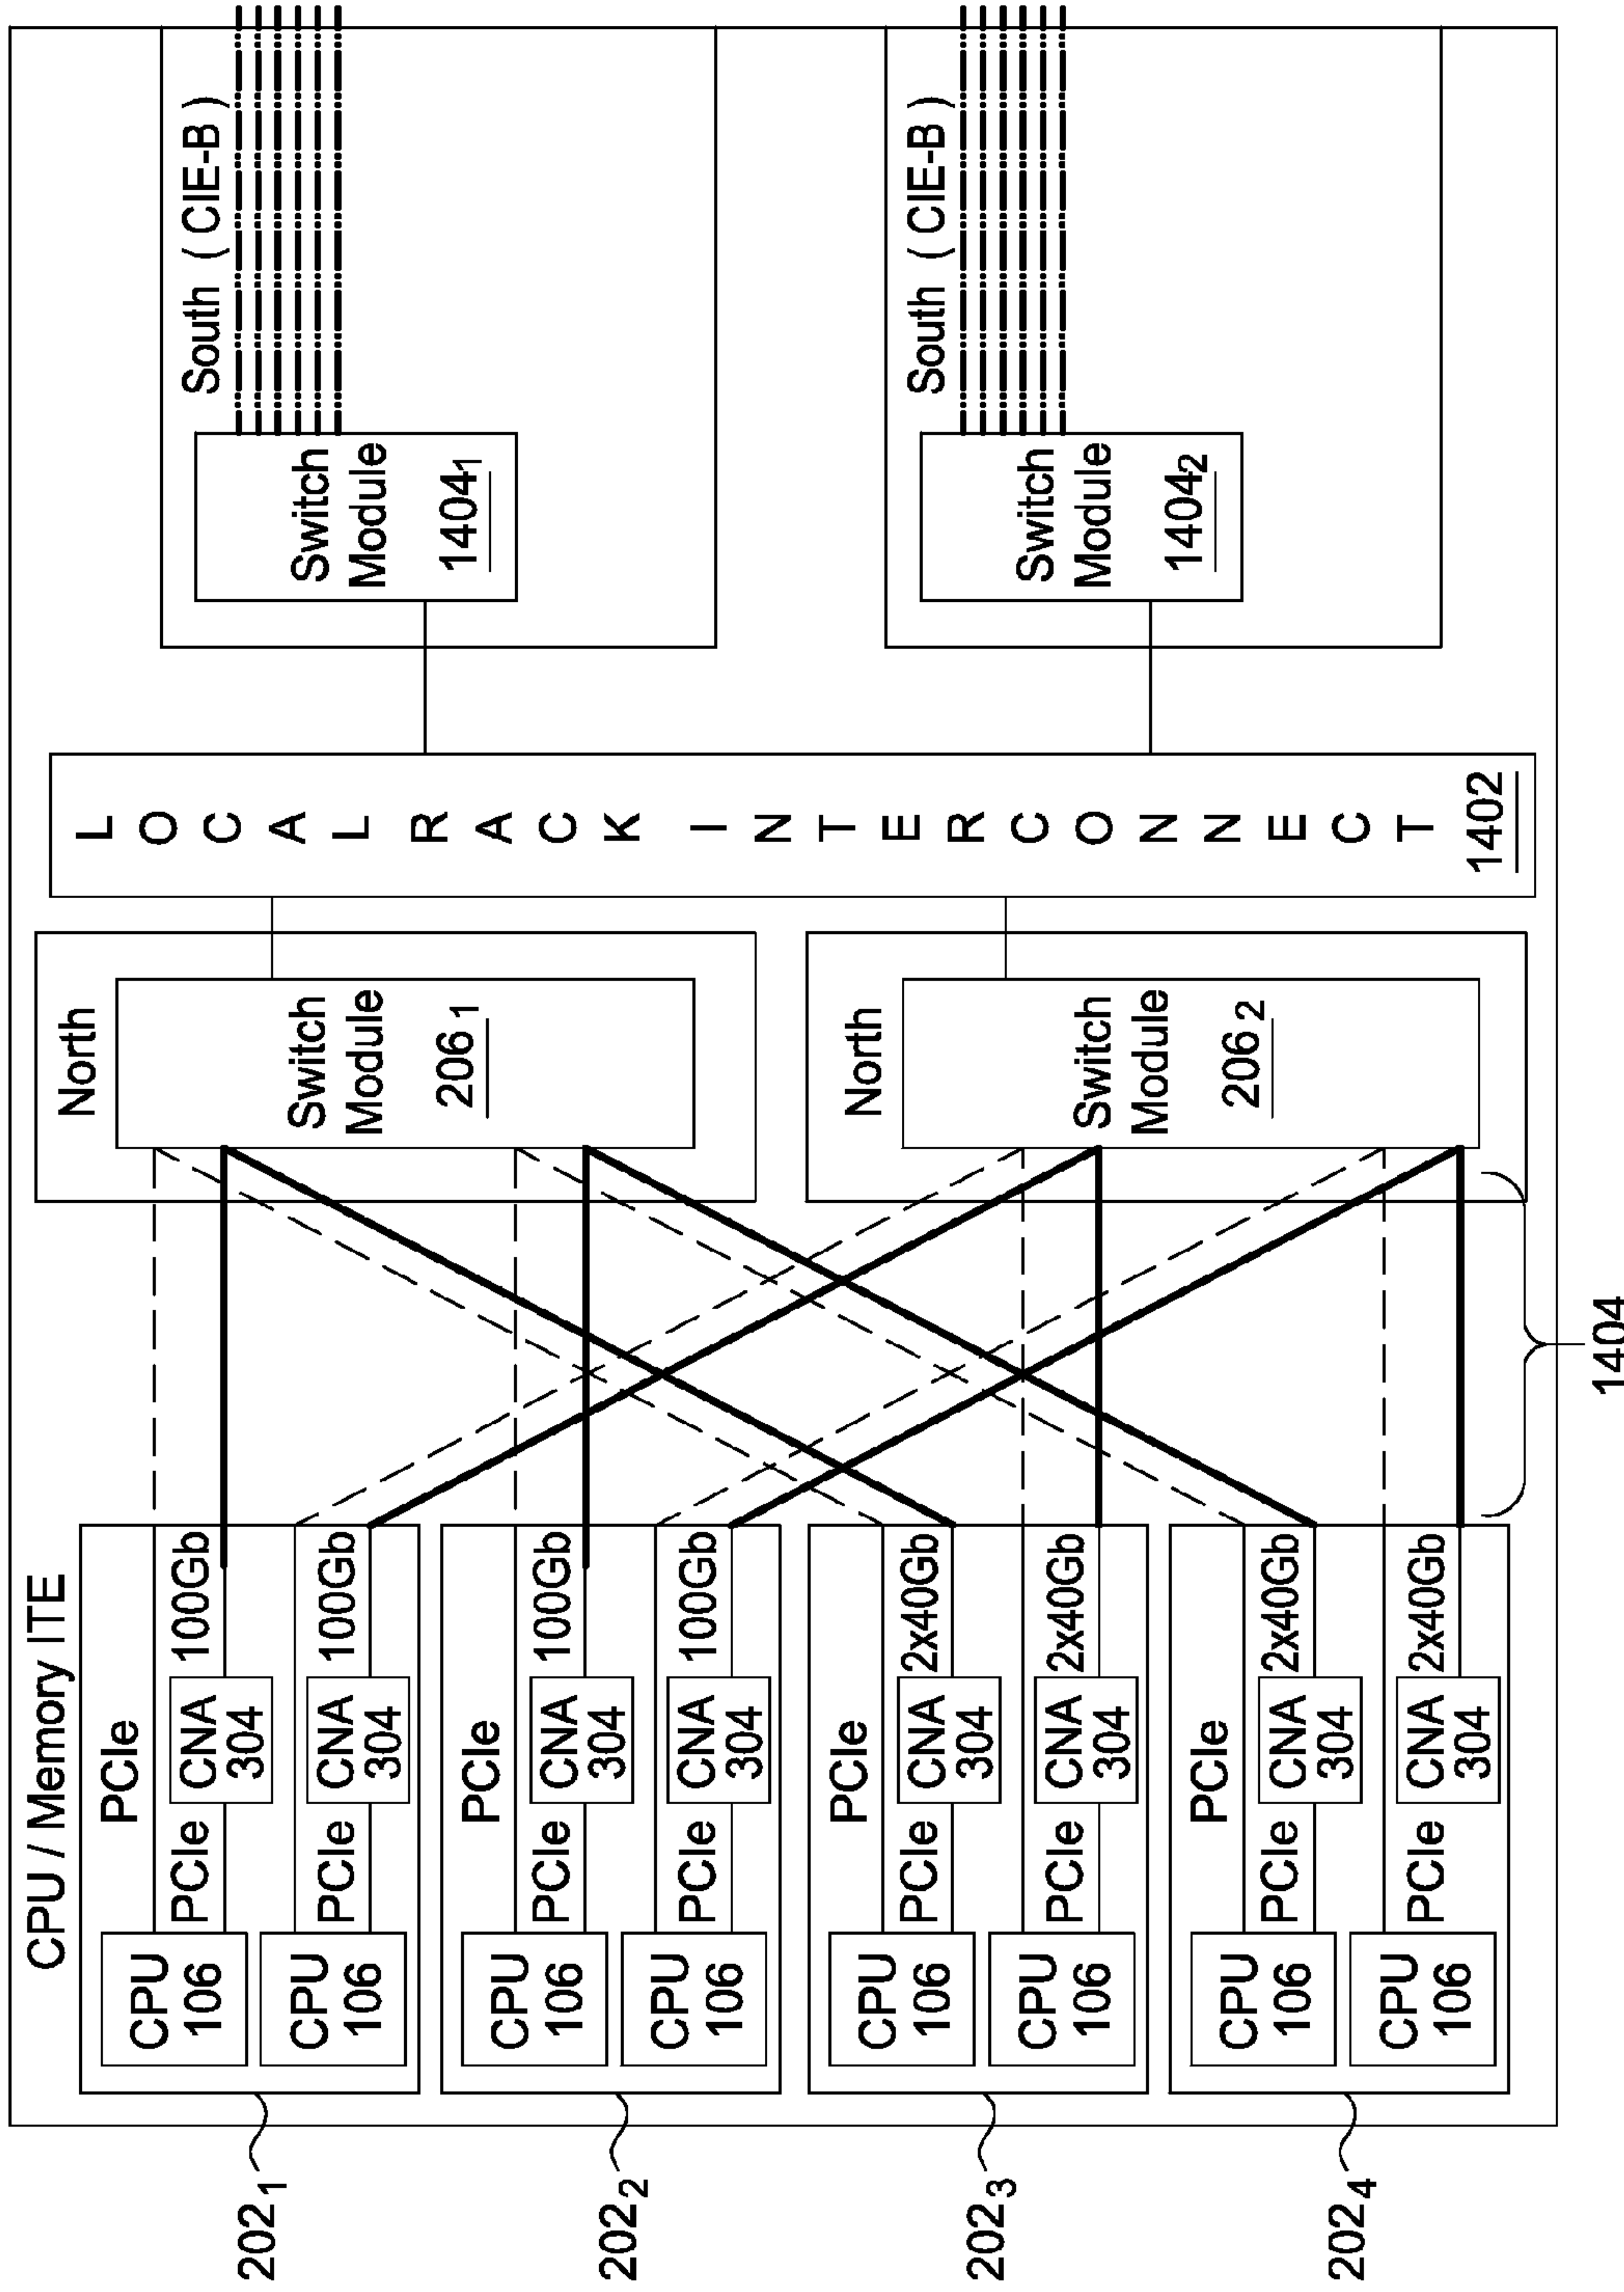 CPU / Memory ITE
202₁
CPU
106
PCIe
PCIe
CNA
304
100Gb
CPU
106
PCIe
CNA
304
100Gb
202₂
CPU
106
PCIe
PCIe
CNA
304
100Gb
CPU
106
PCIe
CNA
304
100Gb
202₃
CPU
106
PCIe
PCIe
CNA
304
2x40Gb
CPU
106
PCIe
CNA
304
2x40Gb
202₄
CPU
106
PCIe
PCIe
CNA
304
2x40Gb
CPU
106
PCIe
CNA
304
2x40Gb
1404
North
Switch
Module
206₁
North
Switch
Module
206₂
LOCAL RACK INTERCONNECT
1402
South ( CIE-B )
Switch
Module
1404₁
South ( CIE-B )
Switch
Module
1404₂